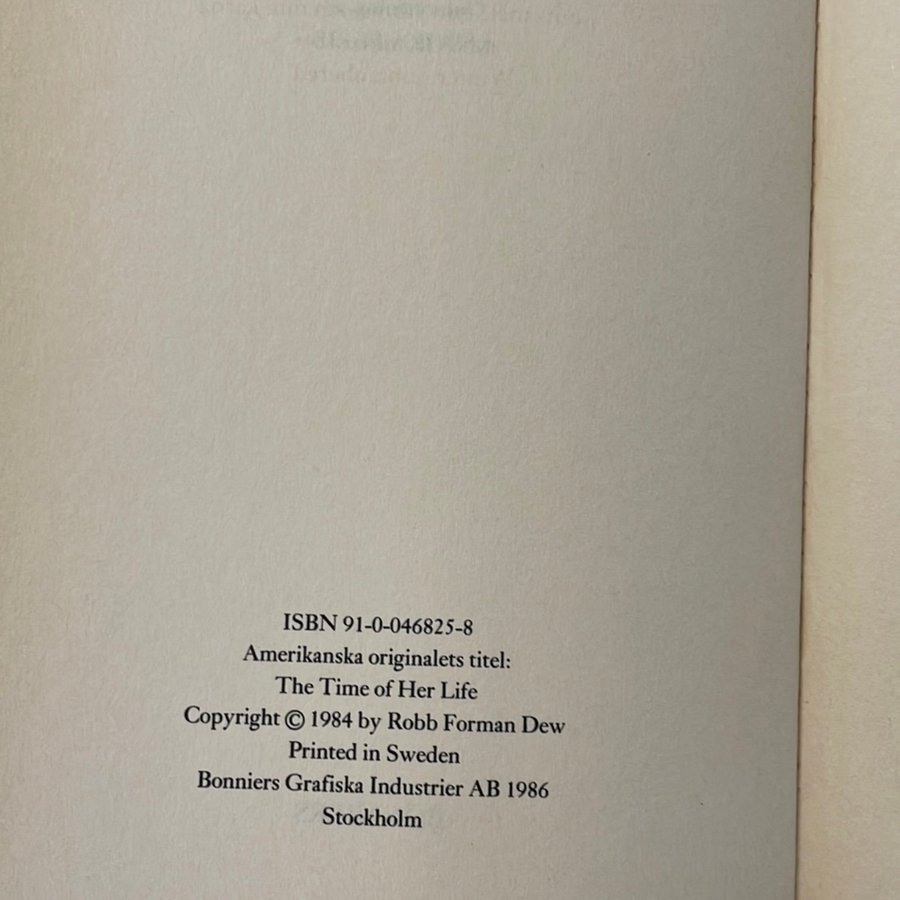 ISBN 91-0-046825-8
Amerikanska originalets titel:
The Time of Her Life
Copyright © 1984 by Robb Forman Dew
Printed in Sweden
Bonniers Grafiska Industrier AB 1986
Stockholm